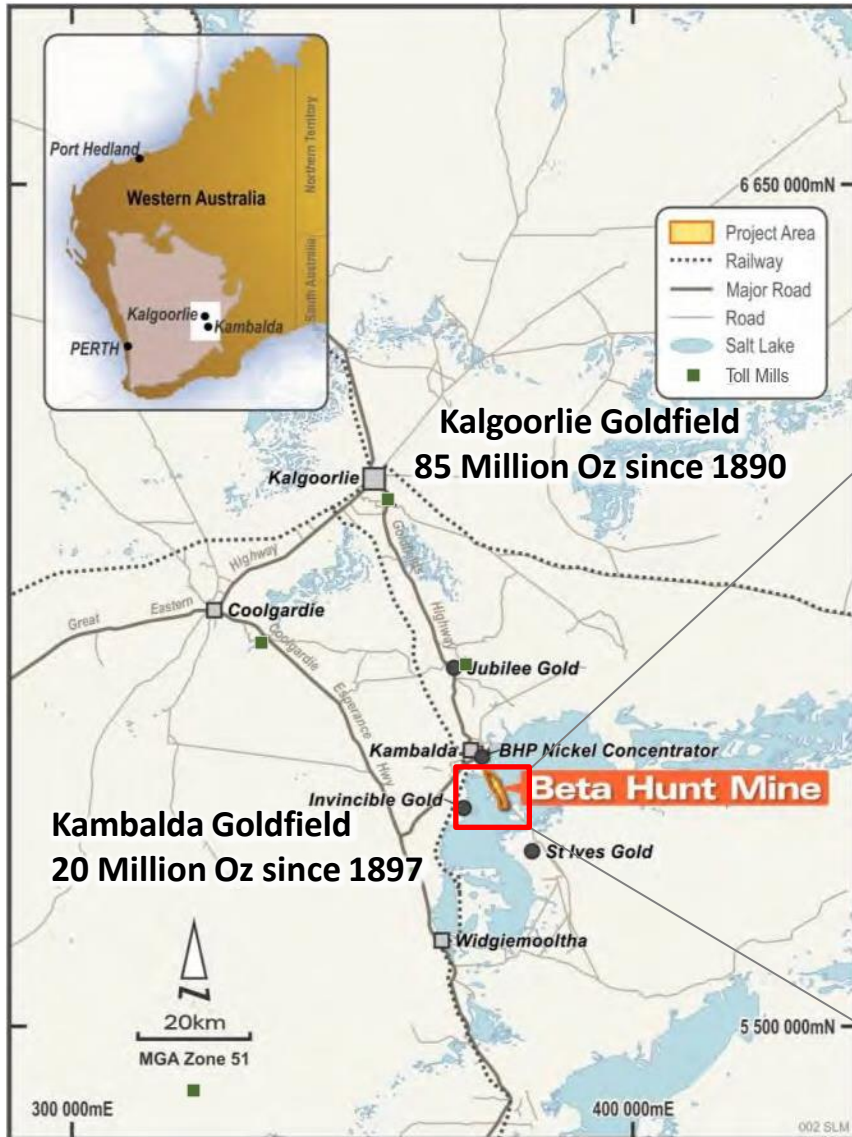 Port Hedland
Western Australia
Northern Territory
South Australia
Kalgoorlie
Kambalda
PERTH
6 650 000mN
Project Area
Railway
Major Road
Road
Salt Lake
Toll Mills
Kalgoorlie Goldfield
85 Million Oz since 1890
Kalgoorlie
Goldfields
Highway
Highway
Eastern
Great
Coolgardie
Coolgardie
Esperance
Hwy
Jubilee Gold
Kambalda
BHP Nickel Concentrator
Beta Hunt Mine
Invincible Gold
Kambalda Goldfield
20 Million Oz since 1897
St Ives Gold
Widgiemooltha
N
20km
MGA Zone 51
5 500 000mN
300 000mE
400 000mE
002 SLM